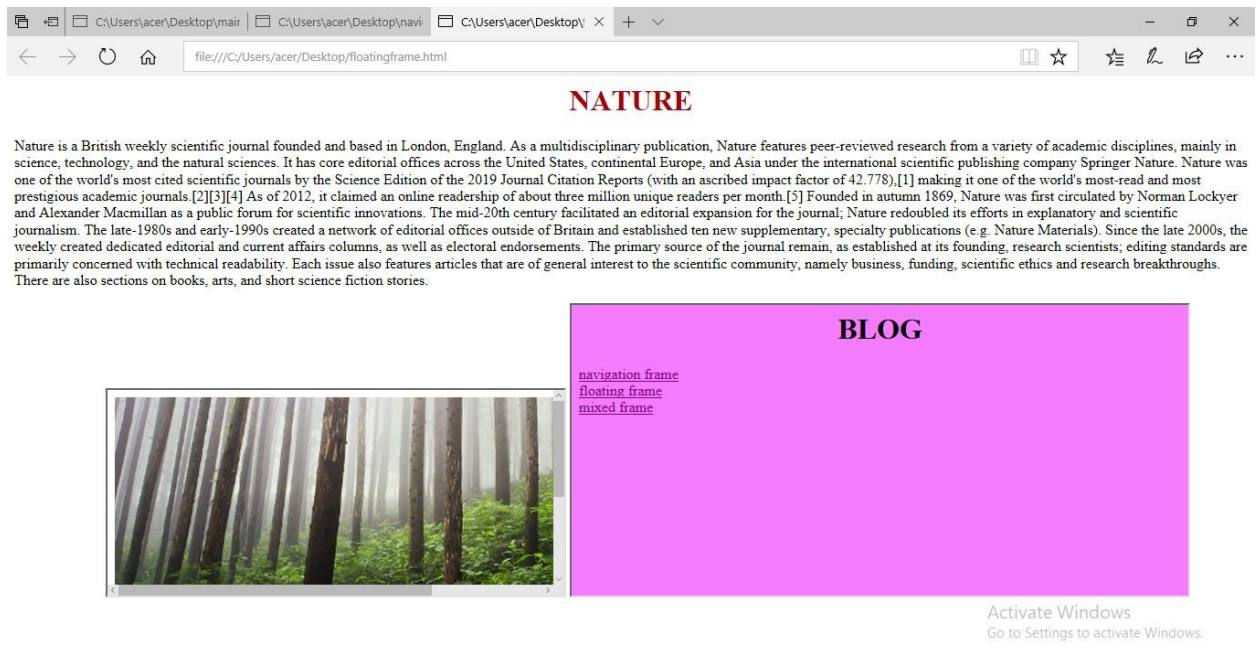 C:\Users\acer\Desktop\mair
C:\Users\acer\Desktop\navi
C:\Users\acer\Desktop\
file:///C:/Users/acer/Desktop/floatingframe.html
NATURE
Nature is a British weekly scientific journal founded and based in London, England. As a multidisciplinary publication, Nature features peer-reviewed research from a variety of academic disciplines, mainly in
science, technology, and the natural sciences. It has core editorial offices across the United States, continental Europe, and Asia under the international scientific publishing company Springer Nature. Nature was
one of the world's most cited scientific journals by the Science Edition of the 2019 Journal Citation Reports (with an ascribed impact factor of 42.778),[1] making it one of the world's most-read and most
prestigious academic journals.[2][3][4] As of 2012, it claimed an online readership of about three million unique readers per month.[5] Founded in autumn 1869, Nature was first circulated by Norman Lockyer
and Alexander Macmillan as a public forum for scientific innovations. The mid-20th century facilitated an editorial expansion for the journal; Nature redoubled its efforts in explanatory and scientific
journalism. The late-1980s and early-1990s created a network of editorial offices outside of Britain and established ten new supplementary, specialty publications (e.g. Nature Materials). Since the late 2000s, the
weekly created dedicated editorial and current affairs columns, as well as electoral endorsements. The primary source of the journal remain, as established at its founding, research scientists; editing standards are
primarily concerned with technical readability. Each issue also features articles that are of general interest to the scientific community, namely business, funding, scientific ethics and research breakthroughs.
There are also sections on books, arts, and short science fiction stories.
BLOG
navigation frame
floating frame
mixed frame
Activate Windows
Go to Settings to activate Windows.